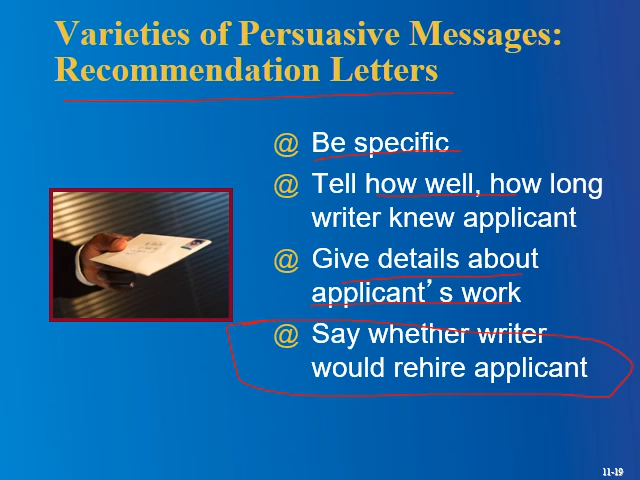 Varieties of Persuasive Messages:
Recommendation Letters
@ Be specific
@ Tell how well, how long
writer knew applicant
@ Give details about
applicant’s work
@ Say whether writer
would rehire applicant
11-19